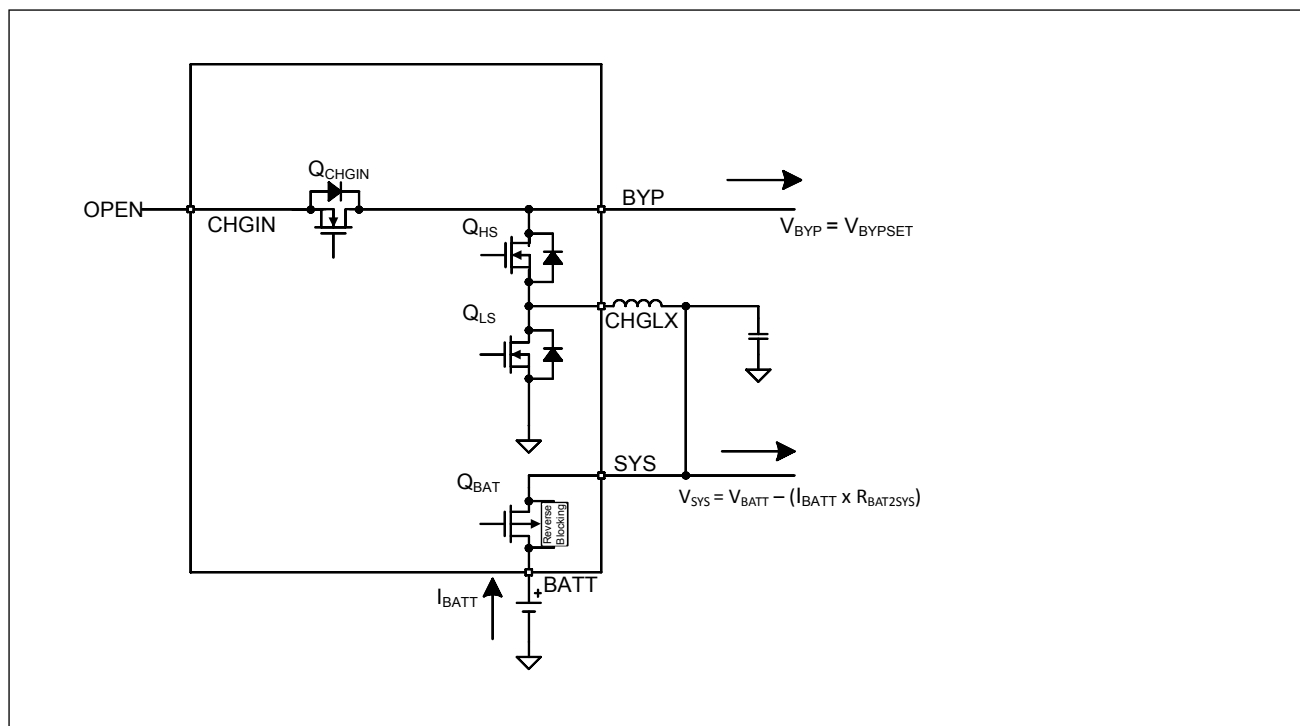 Q_CHGIN
OPEN
CHGIN
BYP
V_BYP = V_BYPSET
Q_HS
CHGLX
Q_LS
SYS
V_SYS = V_BATT – (I_BATT x R_BAT2SYS)
Q_BAT
Reverse
Blocking
BATT
I_BATT
+